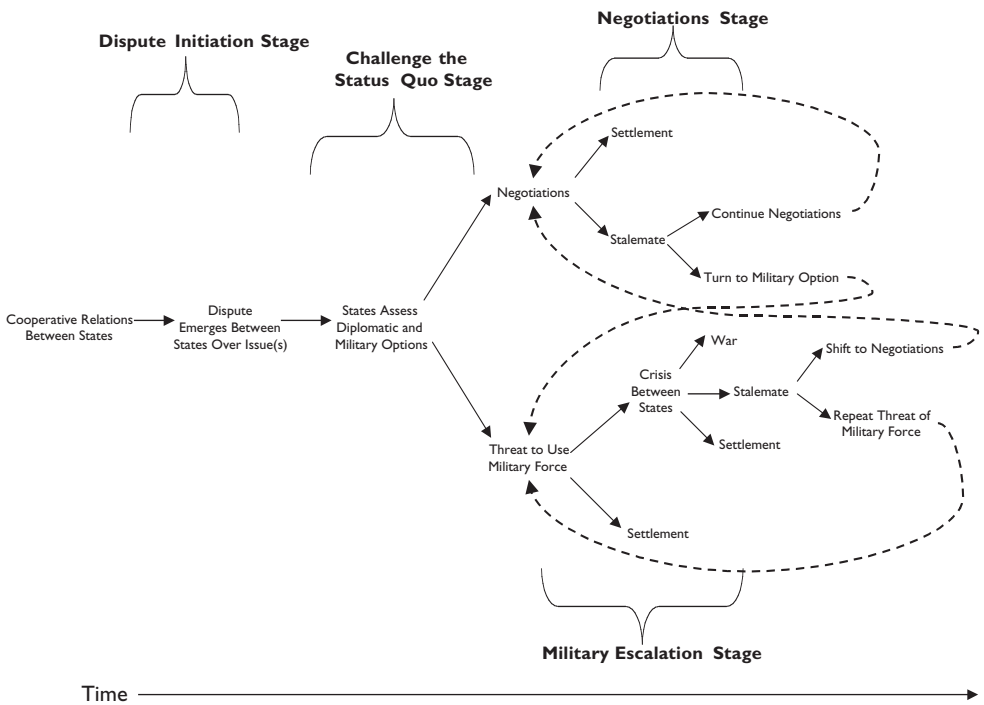 Negotiations Stage
Dispute Initiation Stage
Challenge the
Status Quo Stage
Settlement
Negotiations
Continue Negotiations
Stalemate
Turn to Military Option
Cooperative Relations
Between States
Dispute
Emerges Between
States Over Issue(s)
States Assess
Diplomatic and
Military Options
War
Shift to Negotiations
Crisis
Between
States
Stalemate
Repeat Threat of
Military Force
Settlement
Threat to Use
Military Force
Settlement
Military Escalation Stage
Time